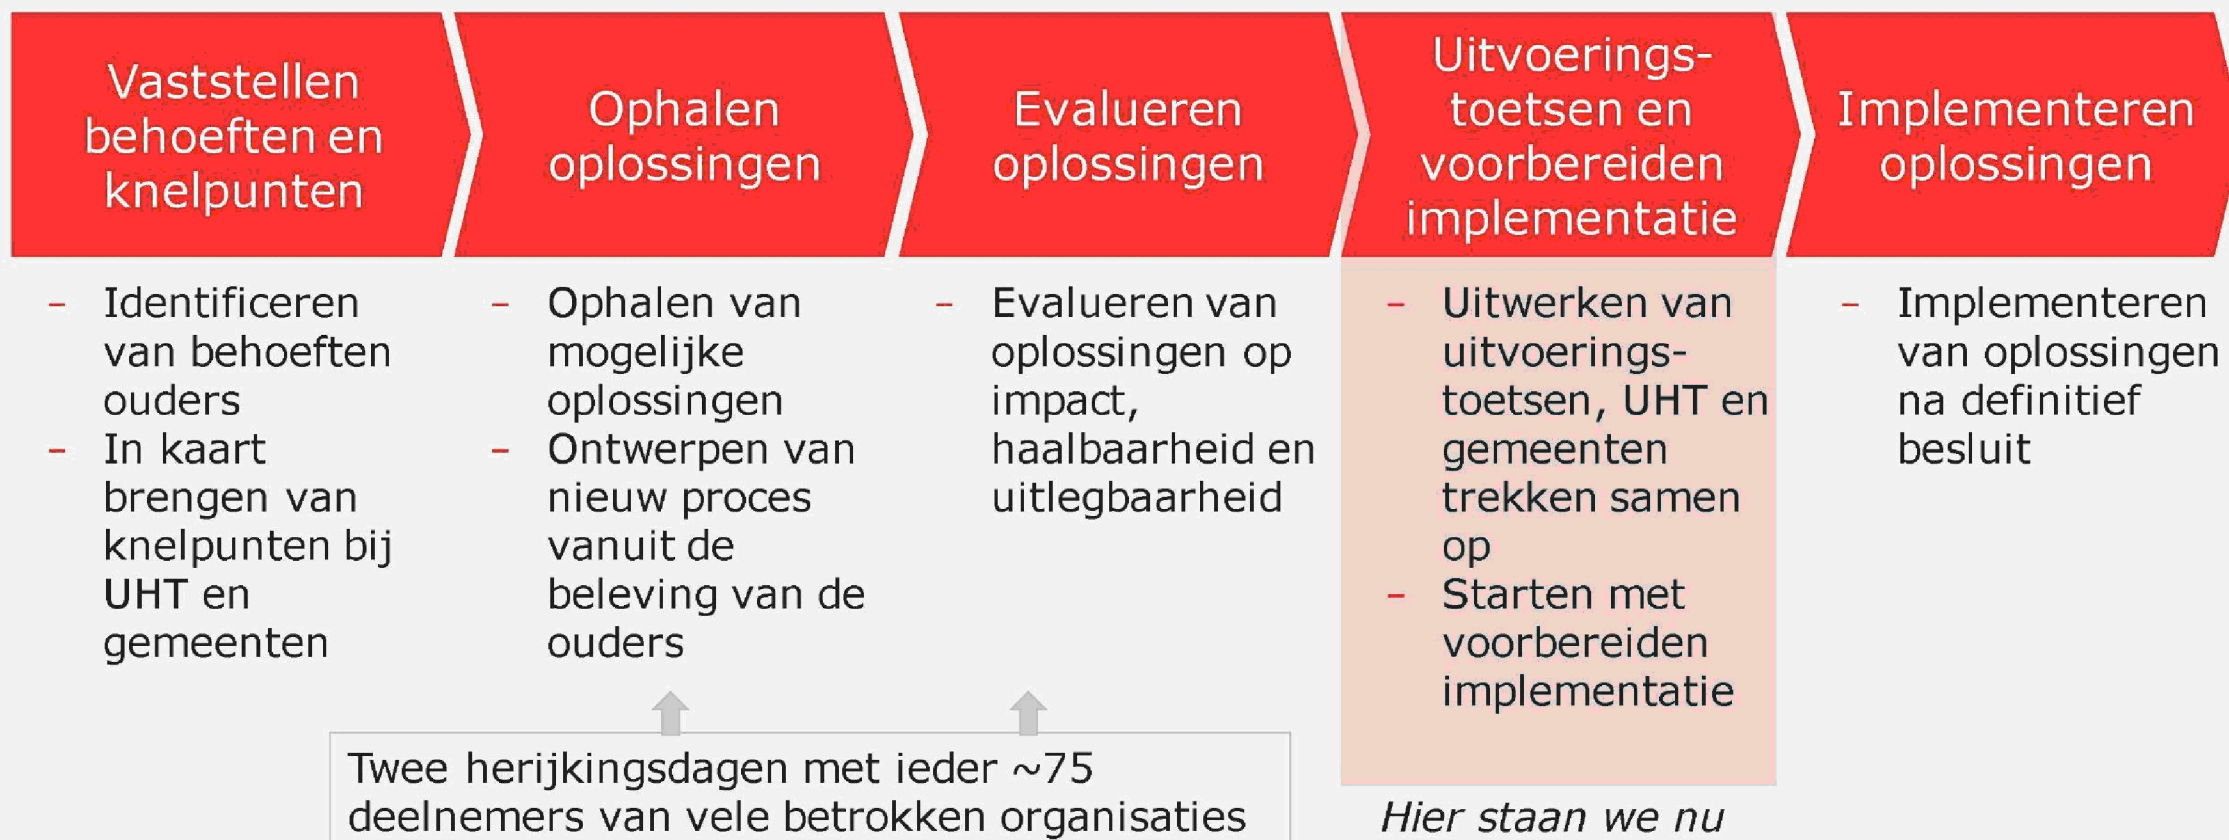 Vaststellen
behoeften en
knelpunten
Ophalen
oplossingen
Evalueren
oplossingen
Uitvoerings-
toetsen en
voorbereiden
implementatie
Implementeren
oplossingen
- Identificeren
van behoeften
ouders
- In kaart
brengen van
knelpunten bij
UHT en
gemeenten
- Ophalen van
mogelijke
oplossingen
- Ontwerpen van
nieuw proces
vanuit de
beleving van de
ouders
- Evalueren van
oplossingen op
impact,
haalbaarheid en
uitlegbaarheid
- Uitwerken van
uitvoerings-
toetsen, UHT en
gemeenten
trekken samen
op
- Starten met
voorbereiden
implementatie
- Implementeren
van oplossingen
na definitief
besluit
Twee herijkingsdagen met ieder ~75
deelnemers van vele betrokken organisaties
Hier staan we nu